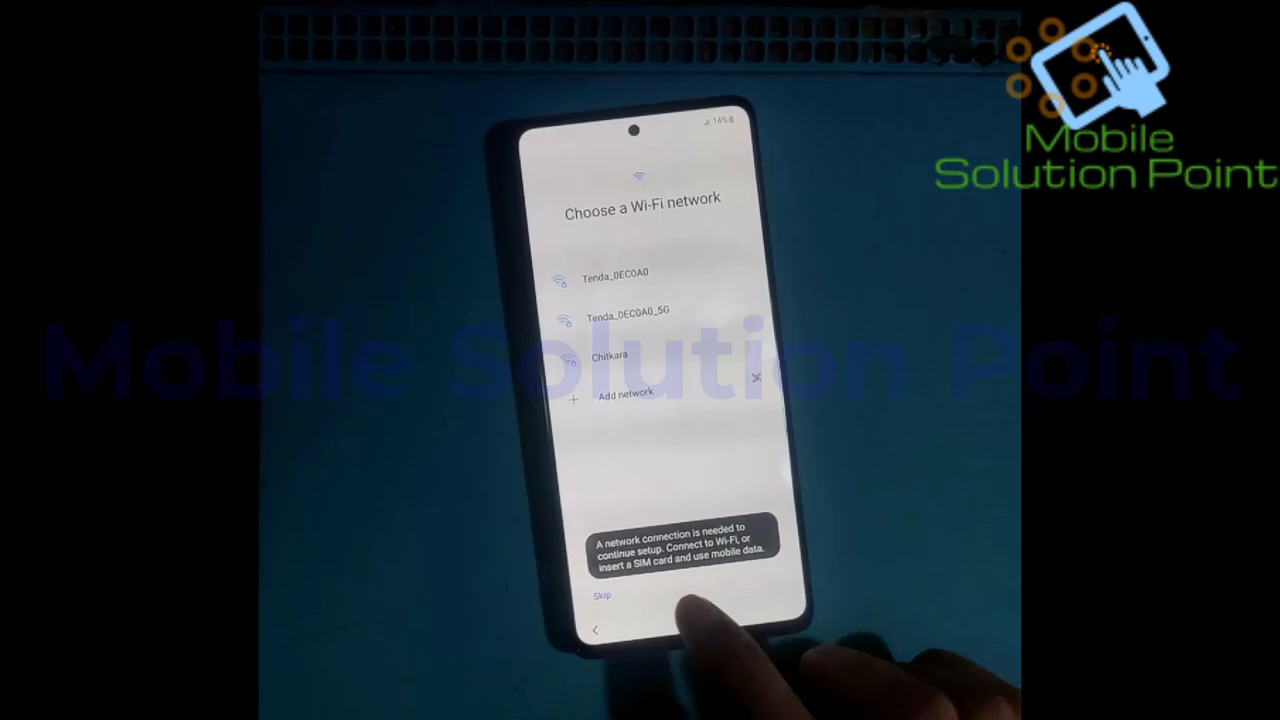 14%
Choose a Wi-Fi network
Tenda_0EC0A0
Tenda_0EC0A0_5G
Chitkara
Add network
A network connection is needed to
continue setup. Connect to Wi-Fi, or
insert a SIM card and use mobile data.
Skip
Mobile
Solution Point
Mobile Solution Point